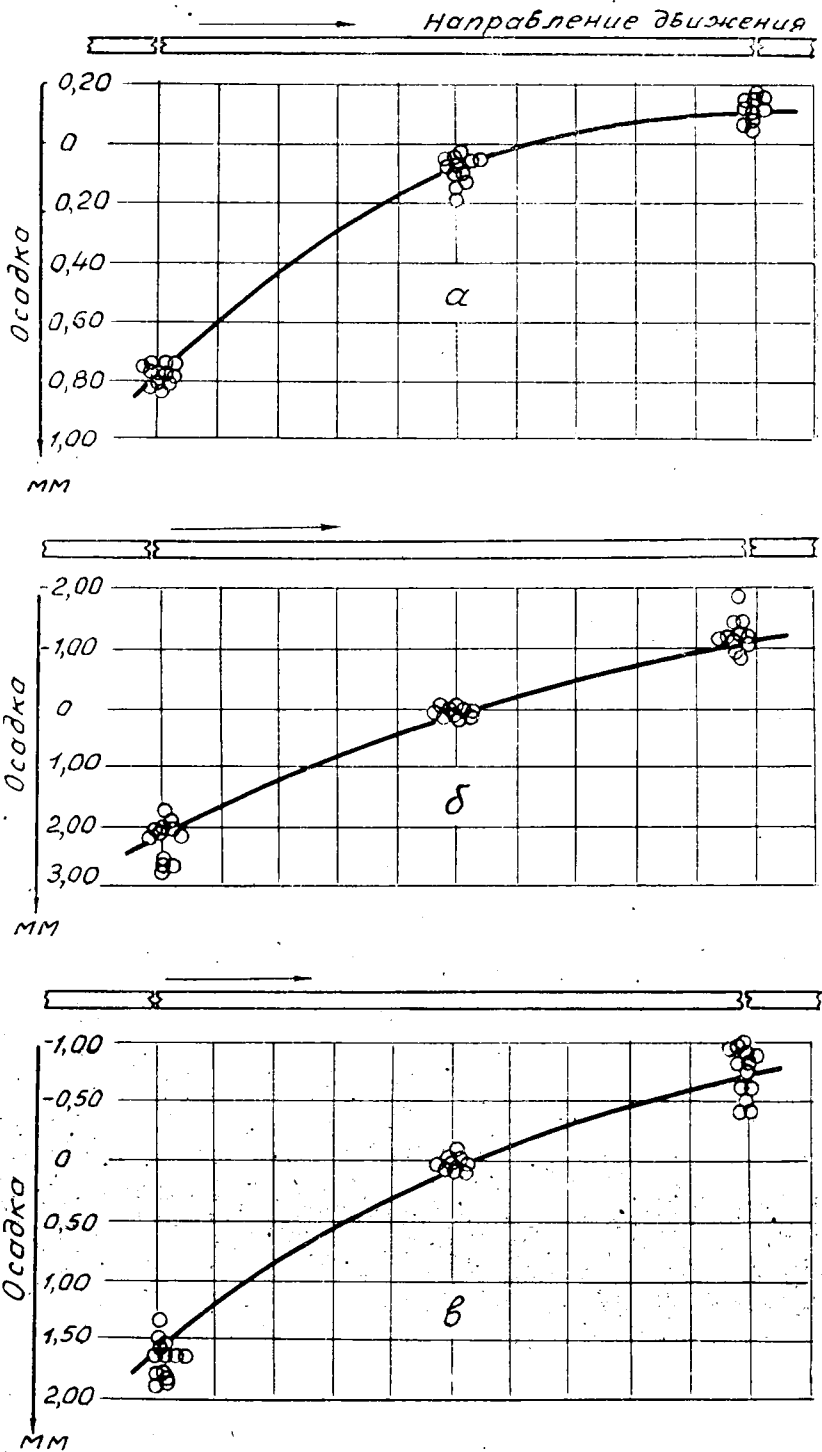 Направление движения
0,20
0
0,20
0,40
0,60
0,80
1,00
Осадка
мм
а
-2,00
-1,00
0
1,00
2,00
3,00
Осадка
мм
б
-1,00
-0,50
0
0,50
1,00
1,50
2,00
Осадка
мм
в